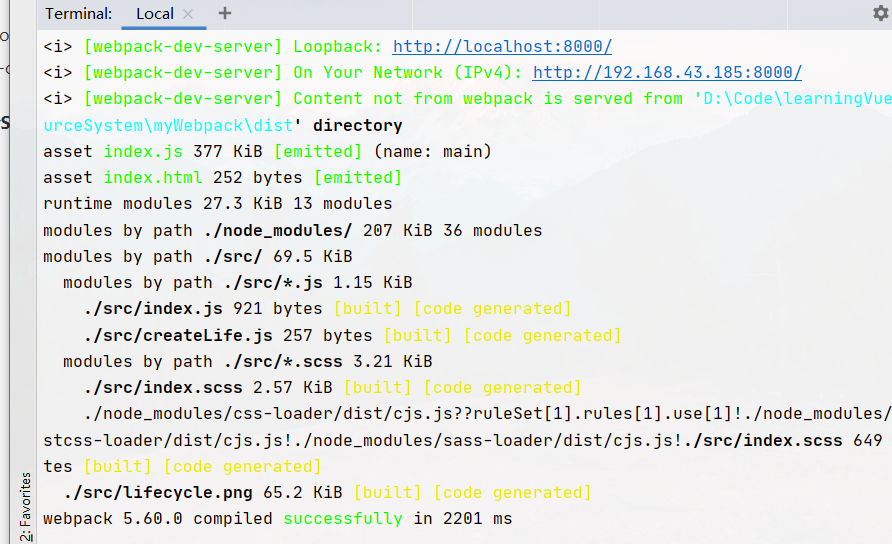 Terminal: Local × +
<i> [webpack-dev-server] Loopback: http://localhost:8000/
<i> [webpack-dev-server] On Your Network (IPv4): http://192.168.43.185:8000/
<i> [webpack-dev-server] Content not from webpack is served from 'D:\Code\learningVue
urceSystem\myWebpack\dist' directory
asset index.js 377 KiB [emitted] (name: main)
asset index.html 252 bytes [emitted]
runtime modules 27.3 KiB 13 modules
modules by path ./node_modules/ 207 KiB 36 modules
modules by path ./src/ 69.5 KiB
modules by path ./src/*.js 1.15 KiB
./src/index.js 921 bytes [built] [code generated]
./src/createLife.js 257 bytes [built] [code generated]
modules by path ./src/*.scss 3.21 KiB
./src/index.scss 2.57 KiB [built] [code generated]
./node_modules/css-loader/dist/cjs.js??ruleSet[1].rules[1].use[1]!./node_modules/
stcss-loader/dist/cjs.js!./node_modules/sass-loader/dist/cjs.js!./src/index.scss 649
tes [built] [code generated]
./src/lifecycle.png 65.2 KiB [built] [code generated]
webpack 5.60.0 compiled successfully in 2201 ms
2: Favorites